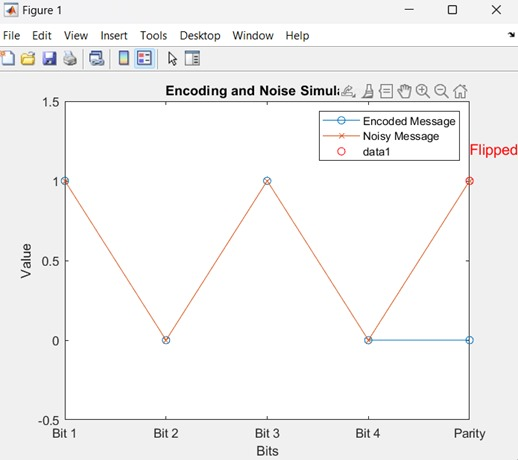 Figure 1
File Edit View Insert Tools Desktop Window Help
Encoding and Noise Simul
1.5
Encoded Message
Noisy Message
data1
Flipped
1
0.5
0
-0.5
Value
Bit 1 Bit 2 Bit 3 Bit 4 Parity
Bits